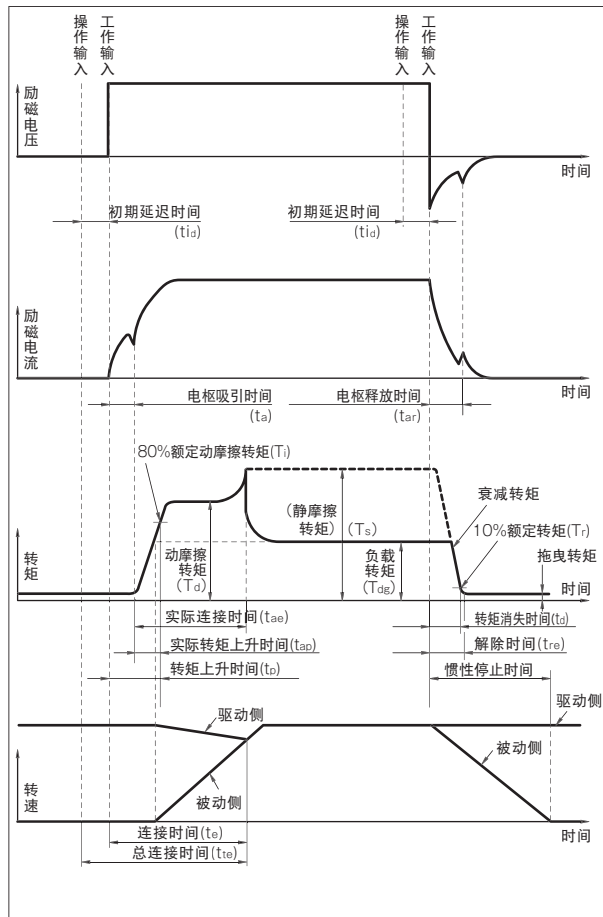 操作输入
工作输入
操作输入
工作输入
励磁电压
时间
初期延迟时间
(tid)
初期延迟时间
(tid)
励磁电流
时间
电枢吸引时间
(ta)
电枢释放时间
(tar)
80%额定动摩擦转矩(Ti)
衰减转矩
(静摩擦
转矩)(Ts)
10%额定转矩(Tr)
转矩
动摩擦
转矩
(Td)
负载
转矩
(Tdg)
拖曳转矩
时间
实际连接时间(tae)
转矩消失时间(td)
实际转矩上升时间(tap)
解除时间(tre)
转矩上升时间(tp)
惯性停止时间
驱动侧
驱动侧
被动侧
转速
被动侧
连接时间(te)
时间
总连接时间(tte)